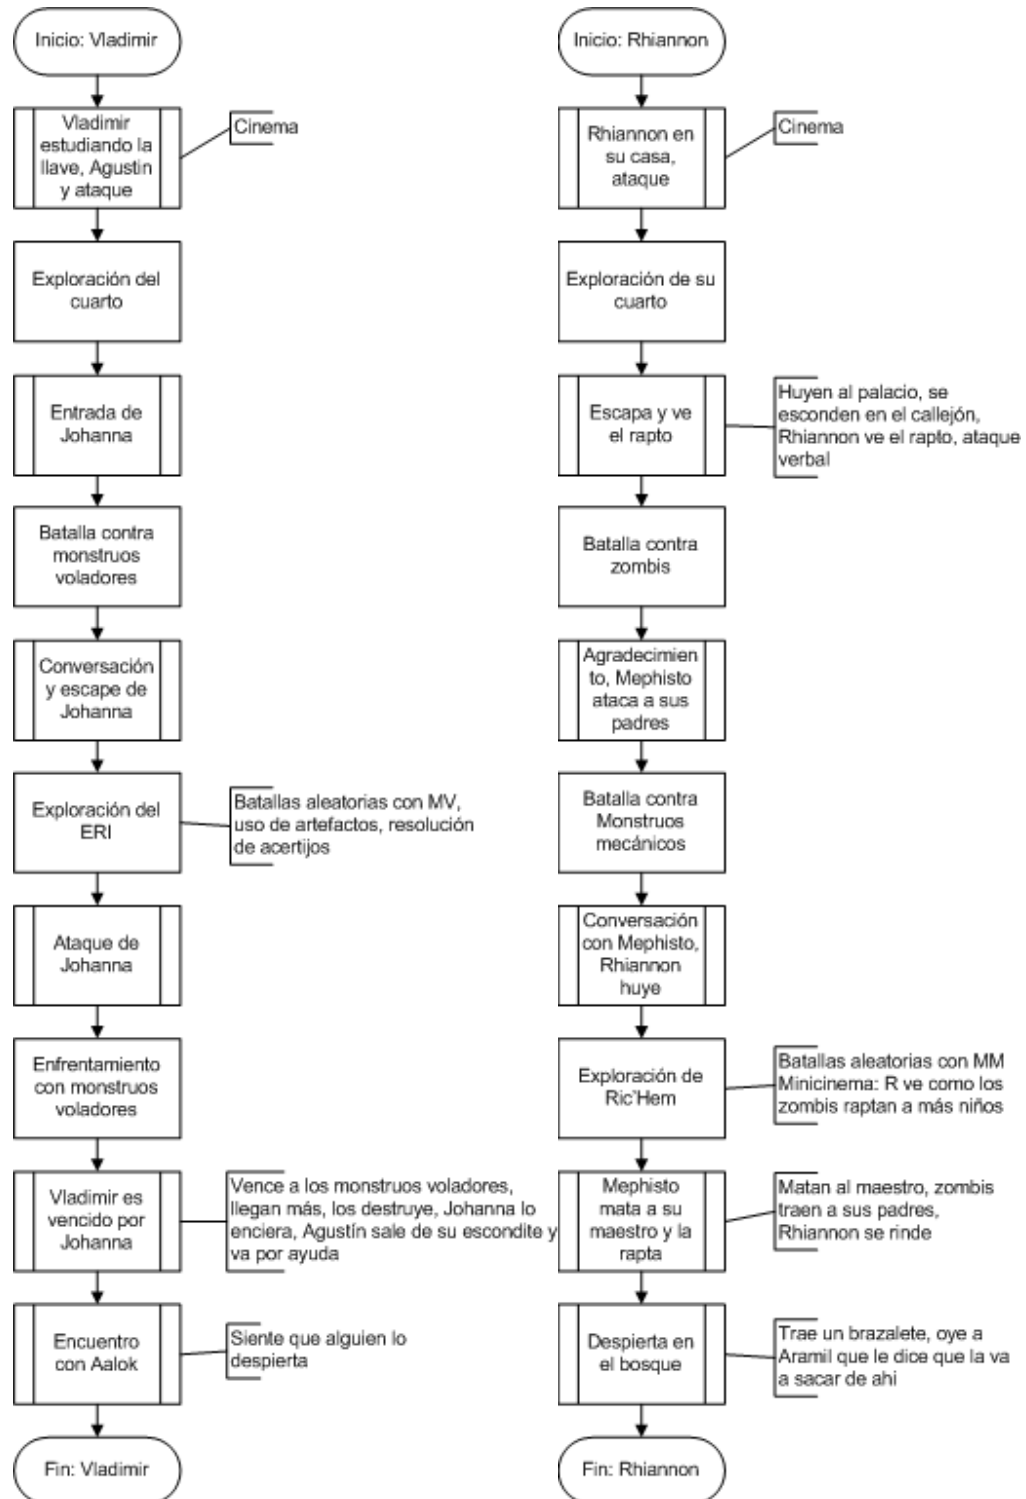 Inicio: Vladimir
Vladimir
estudiando la
llave, Agustin
y ataque
Cinema
Exploración del
cuarto
Entrada de
Johanna
Batalla contra
monstruos
voladores
Conversación
y escape de
Johanna
Exploración del
ERI
Batallas aleatorias con MV,
uso de artefactos, resolución
de acertijos
Ataque de
Johanna
Enfrentamiento
con monstruos
voladores
Vladimir es
vencido por
Johanna
Vence a los monstruos voladores,
llegan más, los destruye, Johanna lo
enciera, Agustín sale de su escondite y
va por ayuda
Encuentro
con Aalok
Siente que alguien lo
despierta
Fin: Vladimir
Inicio: Rhiannon
Rhiannon en
su casa,
ataque
Cinema
Exploración de su
cuarto
Escapa y ve
el rapto
Huyen al palacio, se
esconden en el callejón,
Rhiannon ve el rapto, ataque
verbal
Batalla contra
zombis
Agradecimien
to, Mephisto
ataca a sus
padres
Batalla contra
Monstruos
mecánicos
Conversación
con Mephisto,
Rhiannon
huye
Exploración de
Ric'Hem
Batallas aleatorias con MM
Minicinema: R ve como los
zombis raptan a más niños
Mephisto
mata a su
maestro y la
rapta
Matan al maestro, zombis
traen a sus padres,
Rhiannon se rinde
Despierta en
el bosque
Trae un brazalete, oye a
Aramil que le dice que la va
a sacar de ahi
Fin: Rhiannon